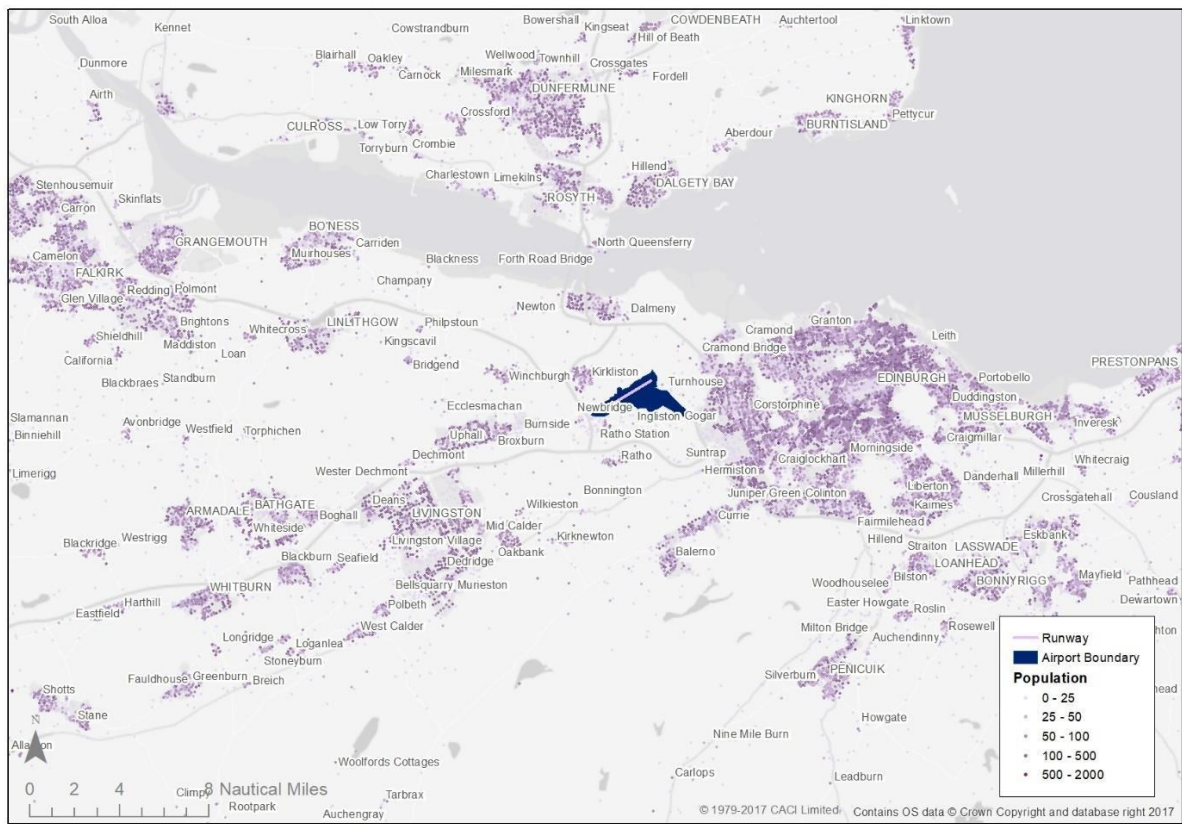 South Alloa
Kennet
Cowstrandburn
Bowershall
Kingseat
COWDENBEATH
Auchtertool
Linktown
Hill of Beath
Dunmore
Blairhall
Oakley
Carnock
Wellwood
Townhill
Milesmark
Crossgates
Fordell
Airth
DUNFERMLINE
Crossford
KINGHORN
Pettycur
BURNTISLAND
CULROSS
Low Torry
Torryburn
Crombie
Aberdour
Charlestown
Limekilns
Hillend
DALGETY BAY
ROSYTH
Stenhousemuir
Carron
Skinflats
GRANGEMOUTH
BO'NESS
Carriden
Muirhouses
North Queensferry
Camelon
FALKIRK
Blackness
Forth Road Bridge
Champany
Glen Village
Redding
Polmont
Newton
Dalmeny
Brightons
Whitecross
LINLITHGOW
Philpstoun
Granton
Cramond
Leith
Shieldhill
Maddiston
Loan
Kingscavil
Cramond Bridge
California
Standburn
Bridgend
Winchburgh
Kirkliston
Turnhouse
EDINBURGH
Portobello
PRESTONPANS
Blackbraes
Ecclesmachan
Newbridge
Ingliston
Gogar
Corstorphine
Duddingston
MUSSELBURGH
Inveresk
Slamannan
Binniehill
Avonbridge
Westfield
Torphichen
Burnside
Uphall
Broxburn
Ratho Station
Craigmillar
Morningside
Dechmont
Ratho
Suntrap
Craiglockhart
Whitecraig
Limerigg
Wester Dechmont
Hermiston
Danderhall
Millerhill
Bonnington
Liberton
Kaimes
Crossgatehall
Cousland
BATHGATE
Deans
Juniper Green
Colinton
ARMADALE
Boghall
LIVINGSTON
Wilkieston
Whiteside
Mid Calder
Currie
Fairmilehead
Westrigg
Livingston Village
Oakbank
Kirknewton
Hillend
Eskbank
Blackridge
Blackburn
Seafield
Dedridge
Balerno
Straiton
LASSWADE
LOANHEAD
Bilston
BONNYRIGG
Mayfield
Pathhead
WHITBURN
Bellsquarry
Murieston
Woodhouselee
Dewartown
Harthill
Eastfield
Polbeth
Easter Howgate
Roslin
West Calder
Milton Bridge
Rosewell
Longridge
Loganlea
Auchendinny
Stoneyburn
Fauldhouse
Greenburn
Breich
Silverburn
PENICUIK
Shotts
Stane
Howgate
Nine Mile Burn
Woolfords Cottages
Carlops
Leadburn
Climpy
Tarbrax
Rootpark
Auchengray
N
0 2 4 8 Nautical Miles
Runway
Airport Boundary
Population
0 - 25
25 - 50
50 - 100
100 - 500
500 - 2000
© 1979-2017 CACI Limited
Contains OS data © Crown Copyright and database right 2017